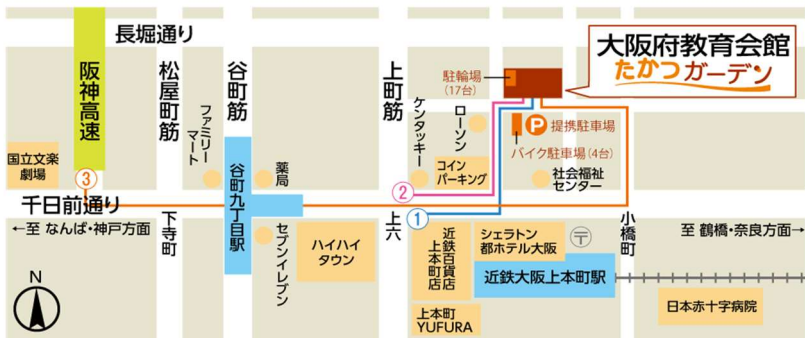 長堀通り
阪神高速
松屋町筋
谷町筋
上町筋
大阪府教育会館
たかつガーデン
駐輪場
(17台)
P 提携駐車場
バイク駐車場(4台)
ファミリー
マート
ケンタッキー
ローソン
コイン
パーキング
社会福祉
センター
国立文楽
劇場
谷町九丁目駅
薬局
③
②
①
千日前通り
←至 なんば・神戸方面
下寺町
セブンイレブン
ハイハイ
タウン
上六
近鉄百貨店
上本町店
シェラトン
都ホテル大阪
〒
小橋町
至 鶴橋・奈良方面→
近鉄大阪上本町駅
上本町
YUFURA
日本赤十字病院
N